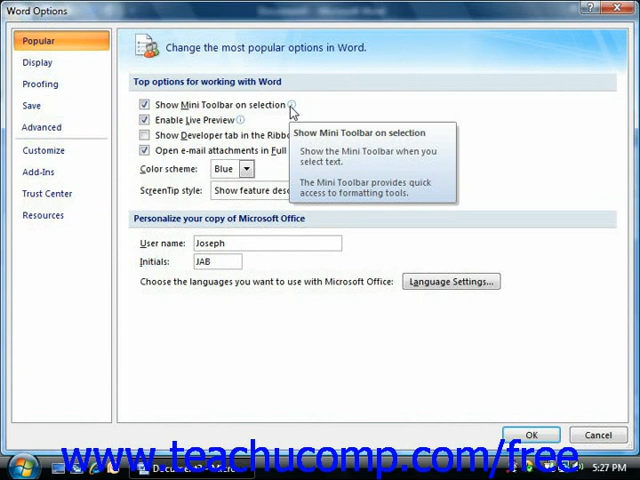 Word Options
Popular
Display
Proofing
Save
Advanced
Customize
Add-Ins
Trust Center
Resources
Change the most popular options in Word.
Top options for working with Word
Show Mini Toolbar on selection
Enable Live Preview
Show Developer tab in the Ribbo
Open e-mail attachments in Full
Color scheme: Blue
ScreenTip style: Show feature desc
Show Mini Toolbar on selection
Show the Mini Toolbar when you
select text.
The Mini Toolbar provides quick
access to formatting tools.
Personalize your copy of Microsoft Office
User name: Joseph
Initials: JAB
Choose the languages you want to use with Microsoft Office: Language Settings...
OK Cancel
www.teachucomp.com/free
5:27 PM